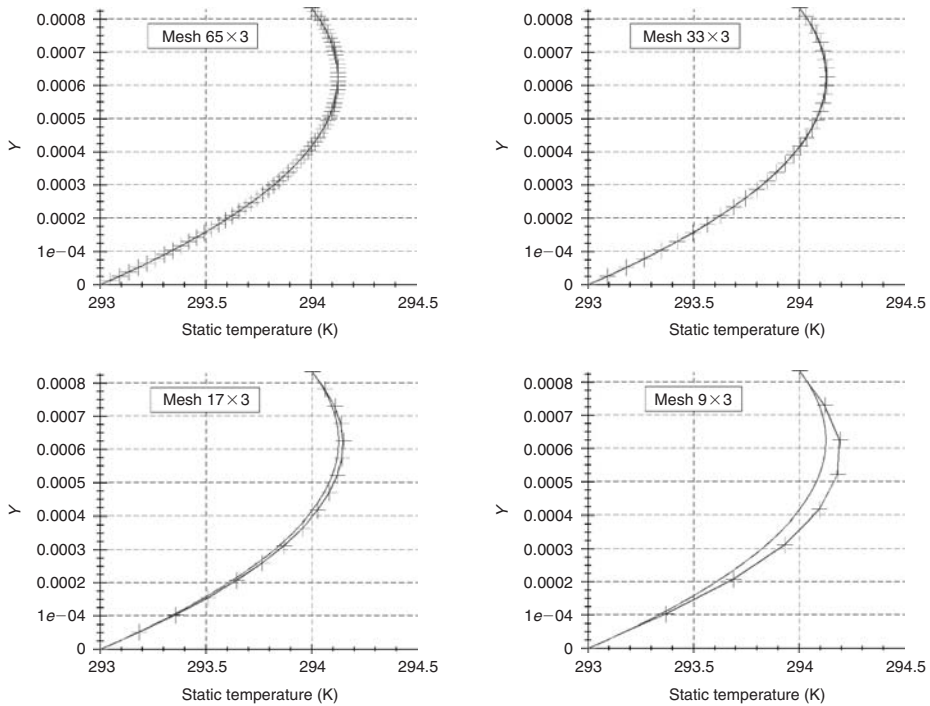 Mesh 65×3
Y
0.0008
0.0007
0.0006
0.0005
0.0004
0.0003
0.0002
1e−04
0
293 293.5 294 294.5
Static temperature (K)
Mesh 33×3
Y
0.0008
0.0007
0.0006
0.0005
0.0004
0.0003
0.0002
1e−04
0
293 293.5 294 294.5
Static temperature (K)
Mesh 17×3
Y
0.0008
0.0007
0.0006
0.0005
0.0004
0.0003
0.0002
1e−04
0
293 293.5 294 294.5
Static temperature (K)
Mesh 9×3
Y
0.0008
0.0007
0.0006
0.0005
0.0004
0.0003
0.0002
1e−04
0
293 293.5 294 294.5
Static temperature (K)